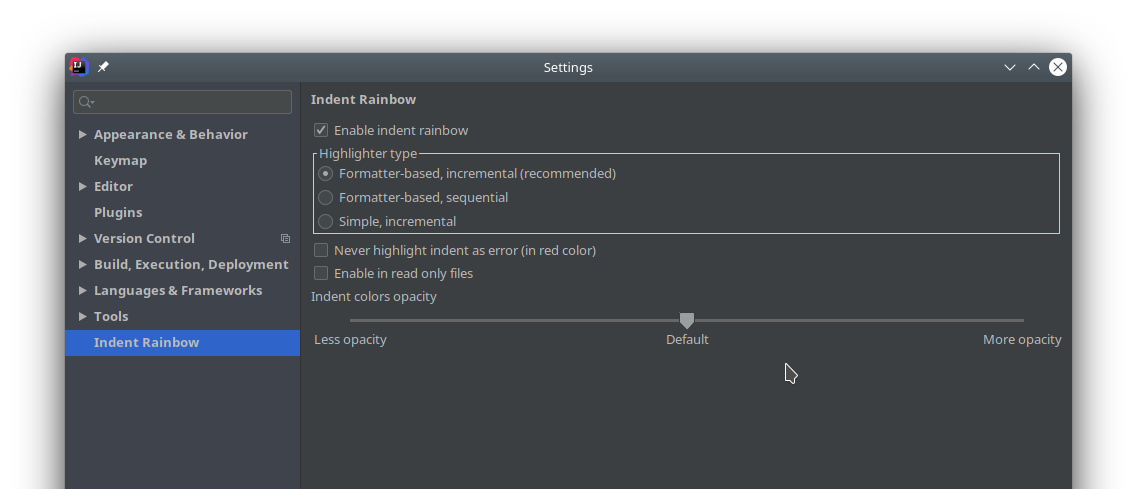 Settings
Appearance & Behavior
Keymap
Editor
Plugins
Version Control
Build, Execution, Deployment
Languages & Frameworks
Tools
Indent Rainbow
Indent Rainbow
Enable indent rainbow
Highlighter type
Formatter-based, incremental (recommended)
Formatter-based, sequential
Simple, incremental
Never highlight indent as error (in red color)
Enable in read only files
Indent colors opacity
Less opacity Default More opacity